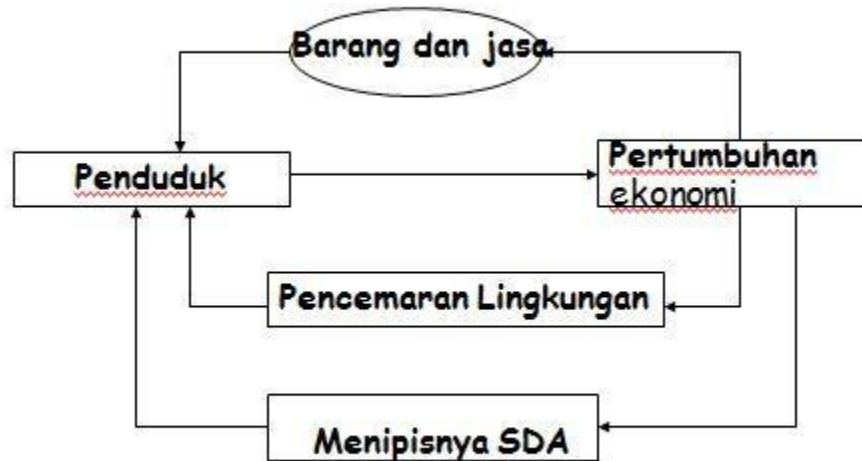 Barang dan jasa
Penduduk
Pertumbuhan
ekonomi
Pencemaran Lingkungan
Menipisnya SDA